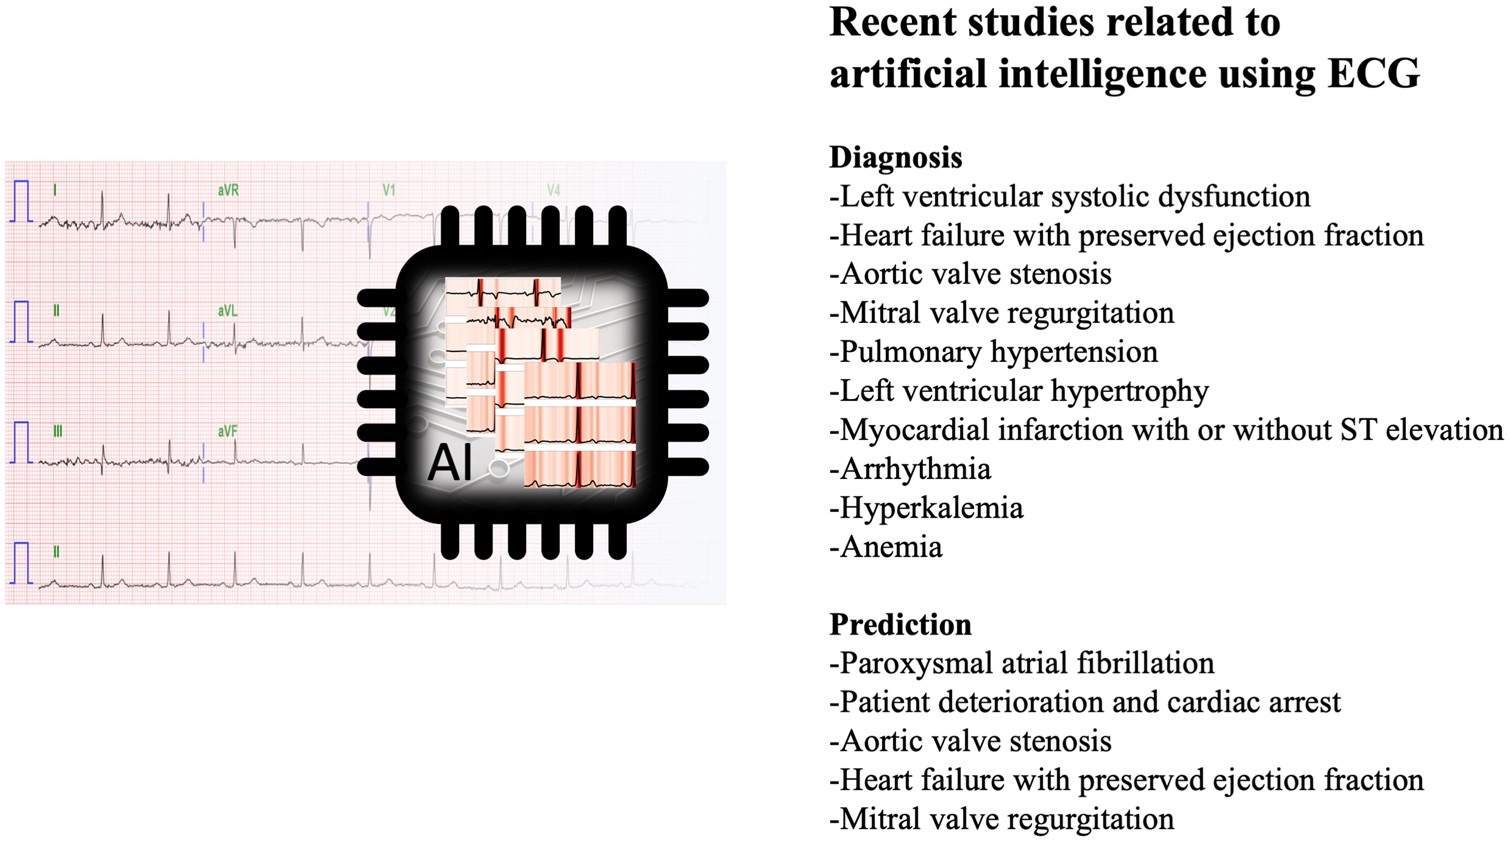 Recent studies related to
artificial intelligence using ECG
Diagnosis
-Left ventricular systolic dysfunction
-Heart failure with preserved ejection fraction
-Aortic valve stenosis
-Mitral valve regurgitation
-Pulmonary hypertension
-Left ventricular hypertrophy
-Myocardial infarction with or without ST elevation
-Arrhythmia
-Hyperkalemia
-Anemia
Prediction
-Paroxysmal atrial fibrillation
-Patient deterioration and cardiac arrest
-Aortic valve stenosis
-Heart failure with preserved ejection fraction
-Mitral valve regurgitation
I aVR V1 V4
II aVL V2
III aVF
II
AI